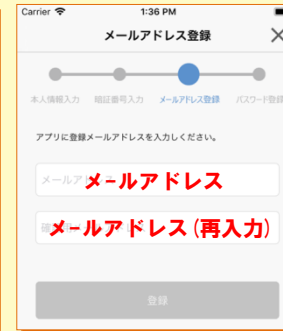 Carrier 1:36 PM
メールアドレス登録 ×
本人情報入力 暗証番号入力 メールアドレス登録 パスワード登録
アプリに登録メールアドレスを入力ください。
メールアドレス
メールアドレス(再入力)
登録